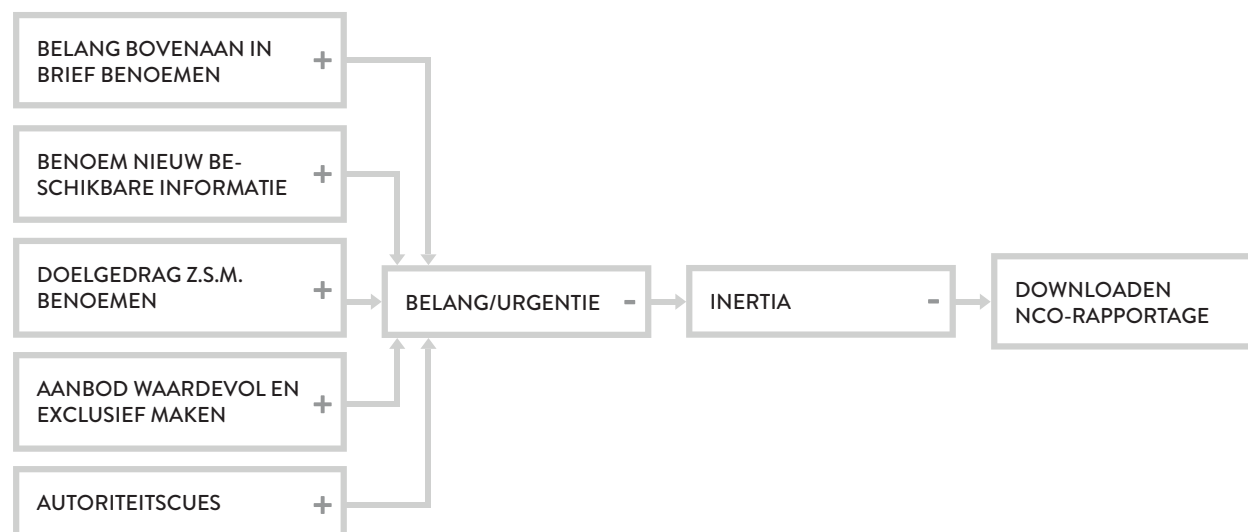 BELANG BOVENAAN IN
BRIEF BENOEMEN
+
BENOEM NIEUW BE-
SCHIKBARE INFORMATIE
+
DOELGEDRAG Z.S.M.
BENOEMEN
+
AANBOD WAARDEVOL EN
EXCLUSIEF MAKEN
+
AUTORITEITSCUES
+
BELANG/URGENTIE -
INERTIA -
DOWNLOADEN
NCO-RAPPORTAGE